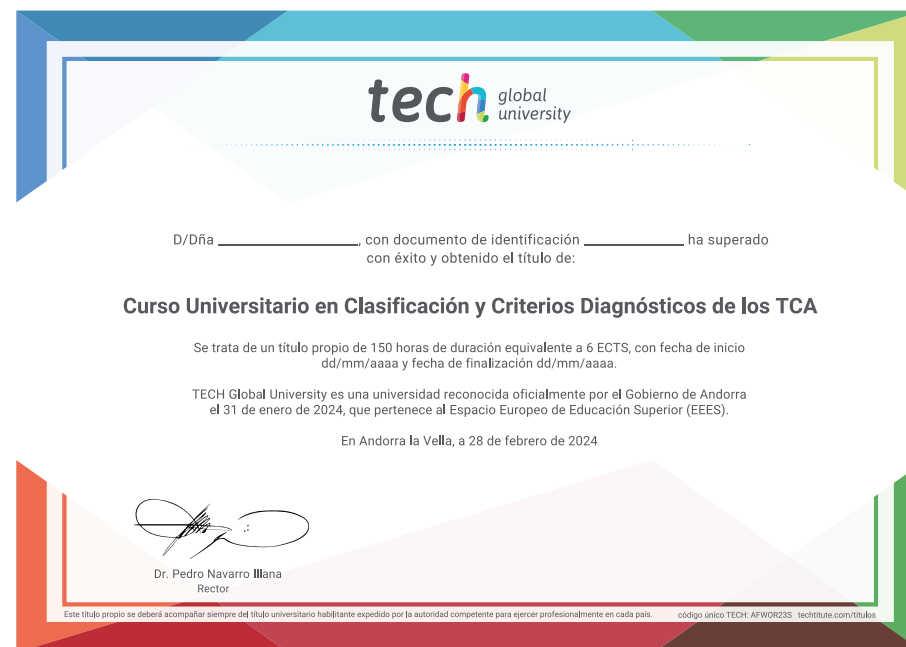 tech global university
D/Dña ____________________, con documento de identificación ______________ ha superado
con éxito y obtenido el título de:
Curso Universitario en Clasificación y Criterios Diagnósticos de los TCA
Se trata de un título propio de 150 horas de duración equivalente a 6 ECTS, con fecha de inicio
dd/mm/aaaa y fecha de finalización dd/mm/aaaa.
TECH Global University es una universidad reconocida oficialmente por el Gobierno de Andorra
el 31 de enero de 2024, que pertenece al Espacio Europeo de Educación Superior (EEES).
En Andorra la Vella, a 28 de febrero de 2024
Dr. Pedro Navarro Illana
Rector
Este título propio se deberá acompañar siempre del título universitario habilitante expedido por la autoridad competente para ejercer profesionalmente en cada país. código único TECH: AFWOR23S techtitute.com/titulos